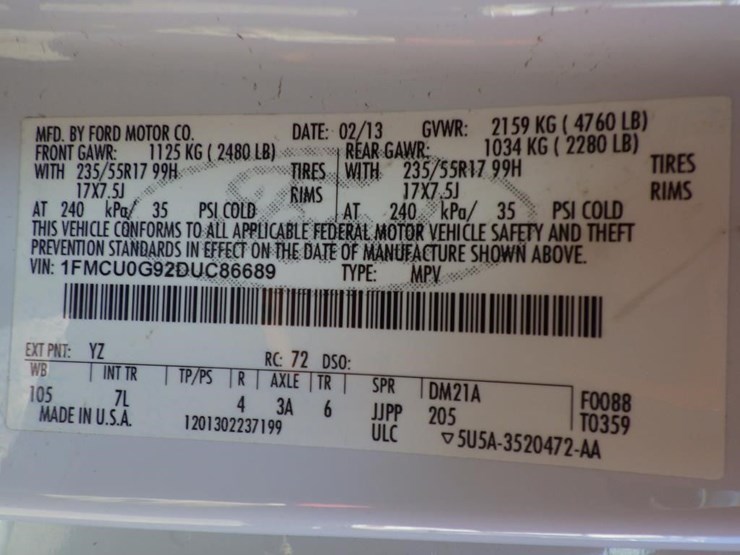 MFD. BY FORD MOTOR CO. DATE: 02/13 GVWR: 2159 KG ( 4760 LB)
FRONT GAWR: 1125 KG ( 2480 LB) REAR GAWR: 1034 KG ( 2280 LB)
WITH 235/55R17 99H TIRES WITH 235/55R17 99H TIRES
17X7.5J RIMS 17X7.5J RIMS
AT 240 kPa/ 35 PSI COLD AT 240 kPa/ 35 PSI COLD
THIS VEHICLE CONFORMS TO ALL APPLICABLE FEDERAL MOTOR VEHICLE SAFETY AND THEFT
PREVENTION STANDARDS IN EFFECT ON THE DATE OF MANUFACTURE SHOWN ABOVE.
VIN: 1FMCU0G92DUC86689 TYPE: MPV
EXT PNT: YZ RC: 72 DSO:
WB INT TR TP/PS R AXLE TR SPR DM21A F0088
105 7L 4 3A 6 JJPP 205 T0359
MADE IN U.S.A. 1201302237199 ULC ▽5U5A-3520472-AA